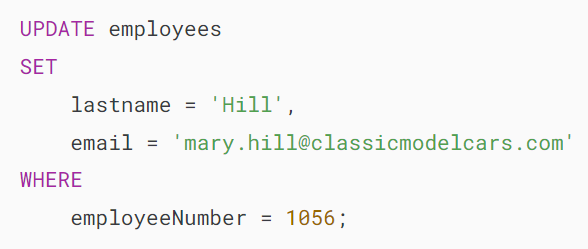 UPDATE employees
SET
    lastname = 'Hill',
    email = 'mary.hill@classicmodelcars.com'
WHERE
    employeeNumber = 1056;